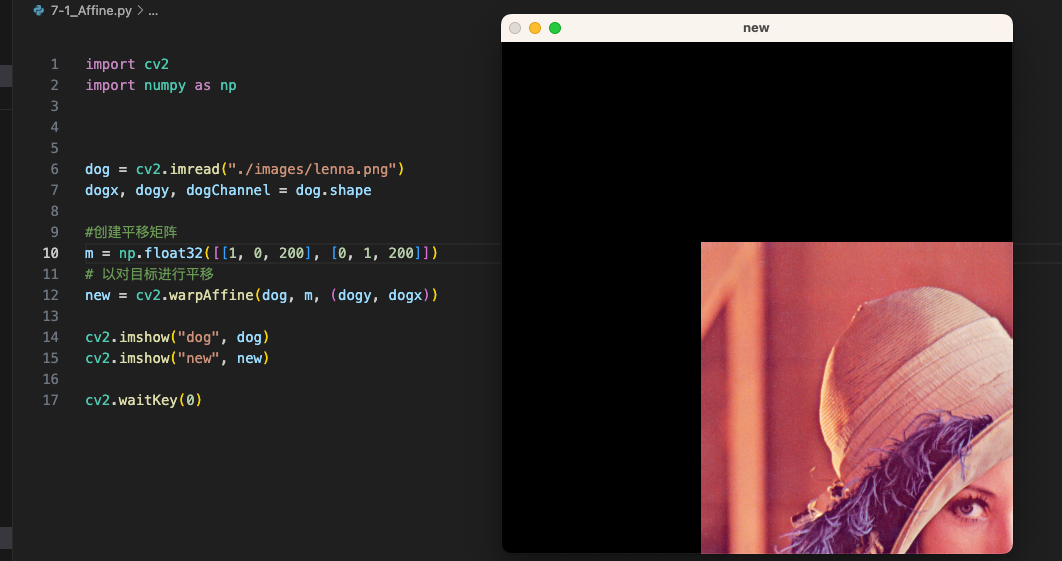 7-1_Affine.py > ...
new
1 import cv2
2 import numpy as np
3
4
5
6 dog = cv2.imread("./images/lenna.png")
7 dogx, dogy, dogChannel = dog.shape
8
9 #创建平移矩阵
10 m = np.float32([[1, 0, 200], [0, 1, 200]])
11 # 以对目标进行平移
12 new = cv2.warpAffine(dog, m, (dogy, dogx))
13
14 cv2.imshow("dog", dog)
15 cv2.imshow("new", new)
16
17 cv2.waitKey(0)